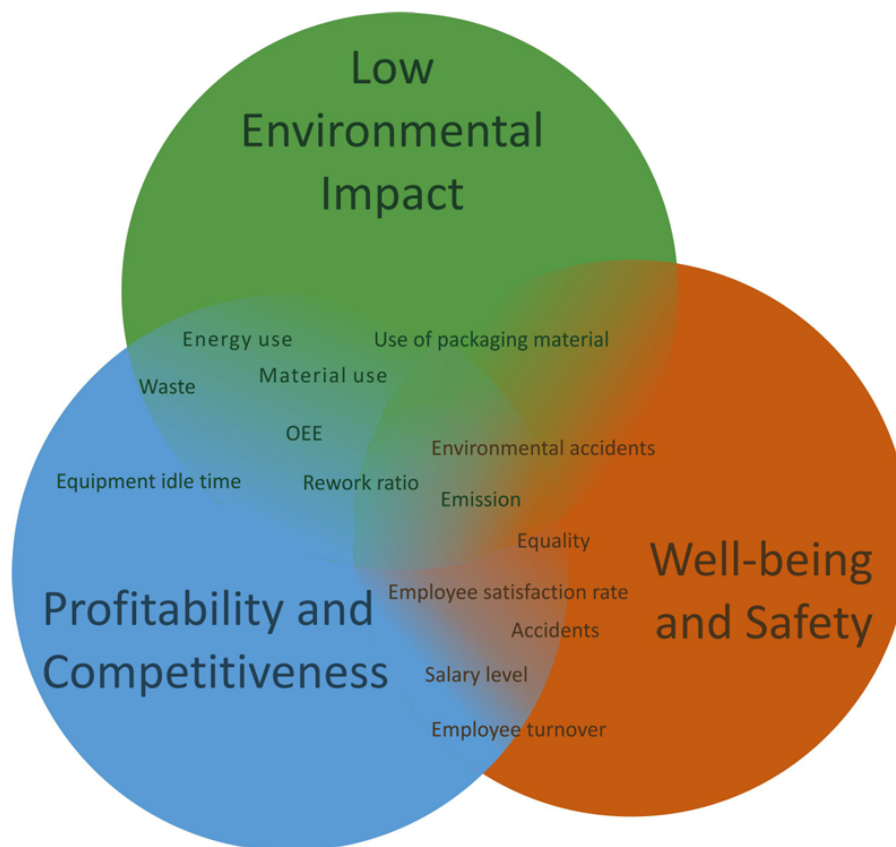 Low
Environmental
Impact
Energy use
Use of packaging material
Waste
Material use
OEE
Environmental accidents
Equipment idle time
Rework ratio
Emission
Equality
Well-being
and Safety
Profitability and
Competitiveness
Employee satisfaction rate
Accidents
Salary level
Employee turnover